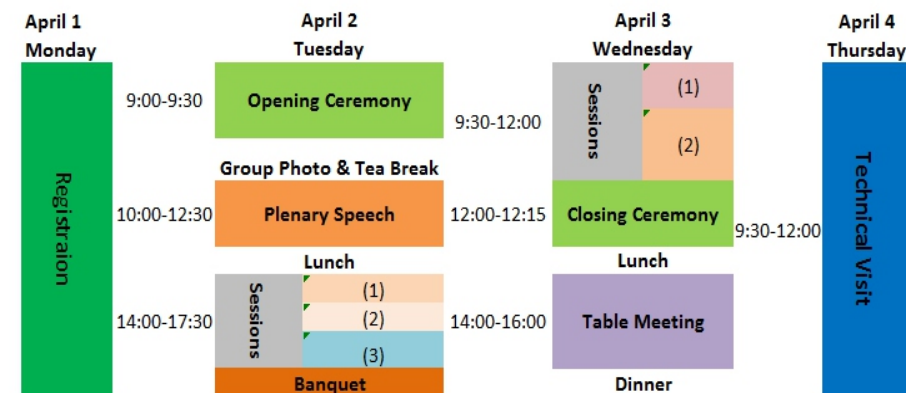 April 1
Monday
Registraion
April 2
Tuesday
9:00-9:30
Opening Ceremony
Group Photo & Tea Break
10:00-12:30
Plenary Speech
Lunch
14:00-17:30
Sessions
(1)
(2)
(3)
Banquet
April 3
Wednesday
9:30-12:00
Sessions
(1)
(2)
12:00-12:15
Closing Ceremony
Lunch
14:00-16:00
Table Meeting
Dinner
April 4
Thursday
9:30-12:00
Technical Visit